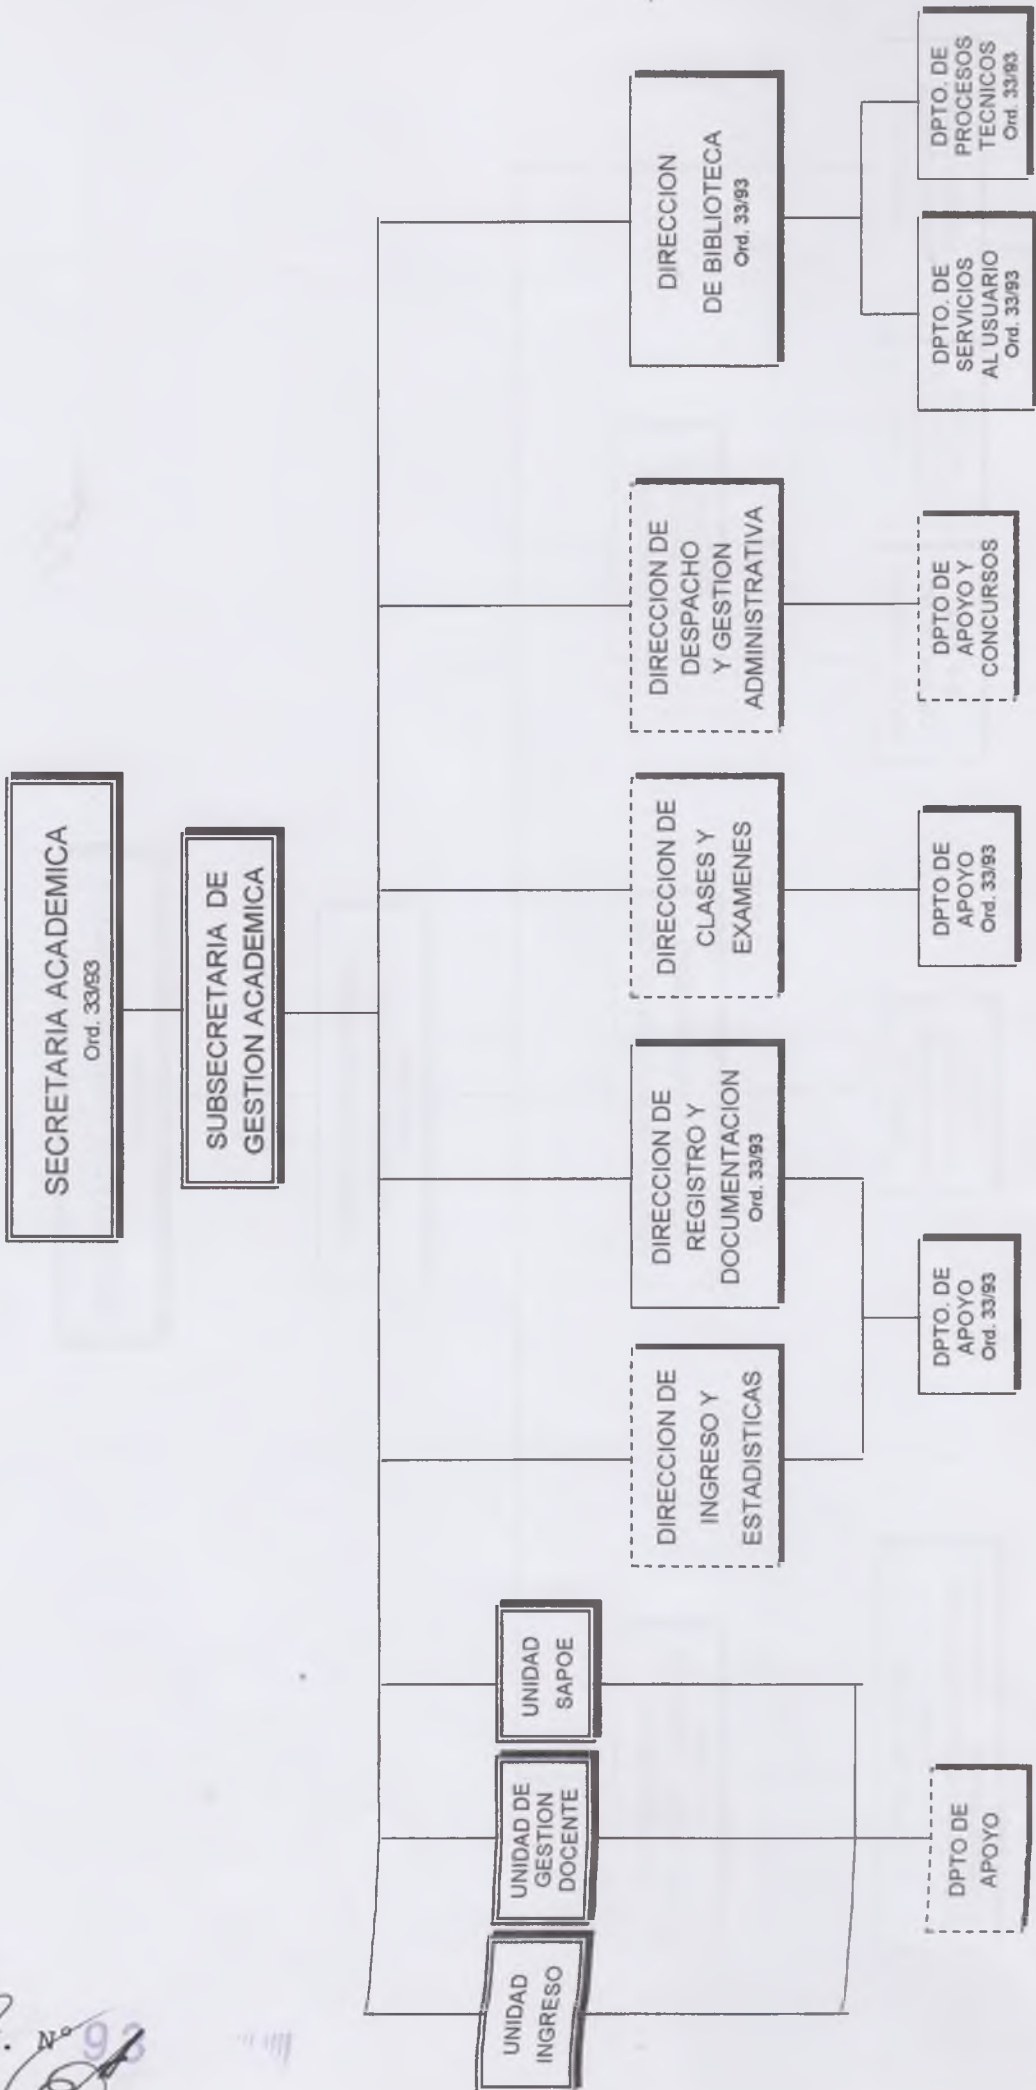 SECRETARIA ACADEMICA
Ord. 33/93
SUBSECRETARIA DE
GESTION ACADEMICA
UNIDAD
INGRESO
UNIDAD DE
GESTION
DOCENTE
UNIDAD
SAPOE
DIRECCION DE
INGRESO Y
ESTADISTICAS
DIRECCION DE
REGISTRO Y
DOCUMENTACION
Ord. 33/93
DIRECCION DE
CLASES Y
EXAMENES
DIRECCION DE
DESPACHO
Y GESTION
ADMINISTRATIVA
DIRECCION
DE BIBLIOTECA
Ord. 33/93
DPTO DE
APOYO
DPTO. DE
APOYO
Ord. 33/93
DPTO DE
APOYO
Ord. 33/93
DPTO DE
APOYO Y
CONCURSOS
DPTO. DE
SERVICIOS
AL USUARIO
Ord. 33/93
DPTO. DE
PROCESOS
TECNICOS
Ord. 33/93
Nº 93